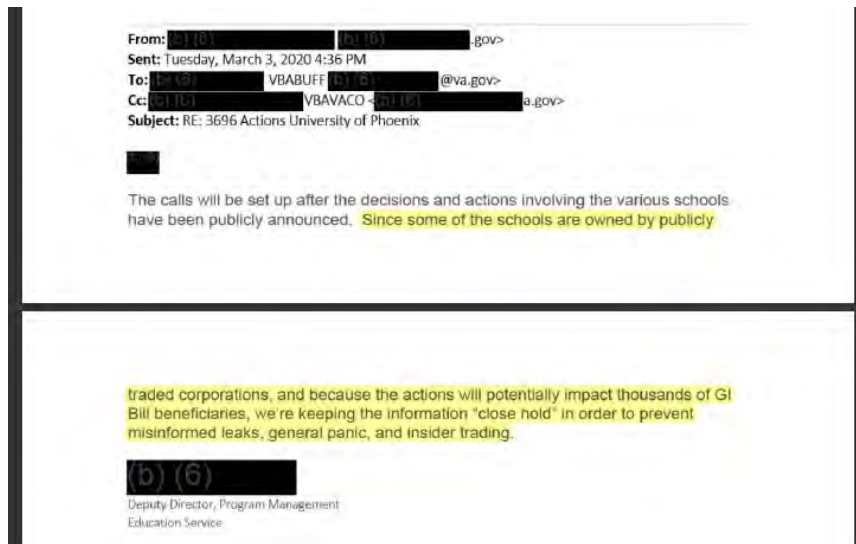 From: (b) (6) (b) (6) .gov>
Sent: Tuesday, March 3, 2020 4:36 PM
To: (b) (6) VBABUFF (b) (6) @va.gov>
Cc: (b) (6) VBAVACO <(b) (6) a.gov>
Subject: RE: 3696 Actions University of Phoenix
The calls will be set up after the decisions and actions involving the various schools
have been publicly announced. Since some of the schools are owned by publicly
traded corporations, and because the actions will potentially impact thousands of GI
Bill beneficiaries, we're keeping the information "close hold" in order to prevent
misinformed leaks, general panic, and insider trading.
(b) (6)
Deputy Director, Program Management
Education Service